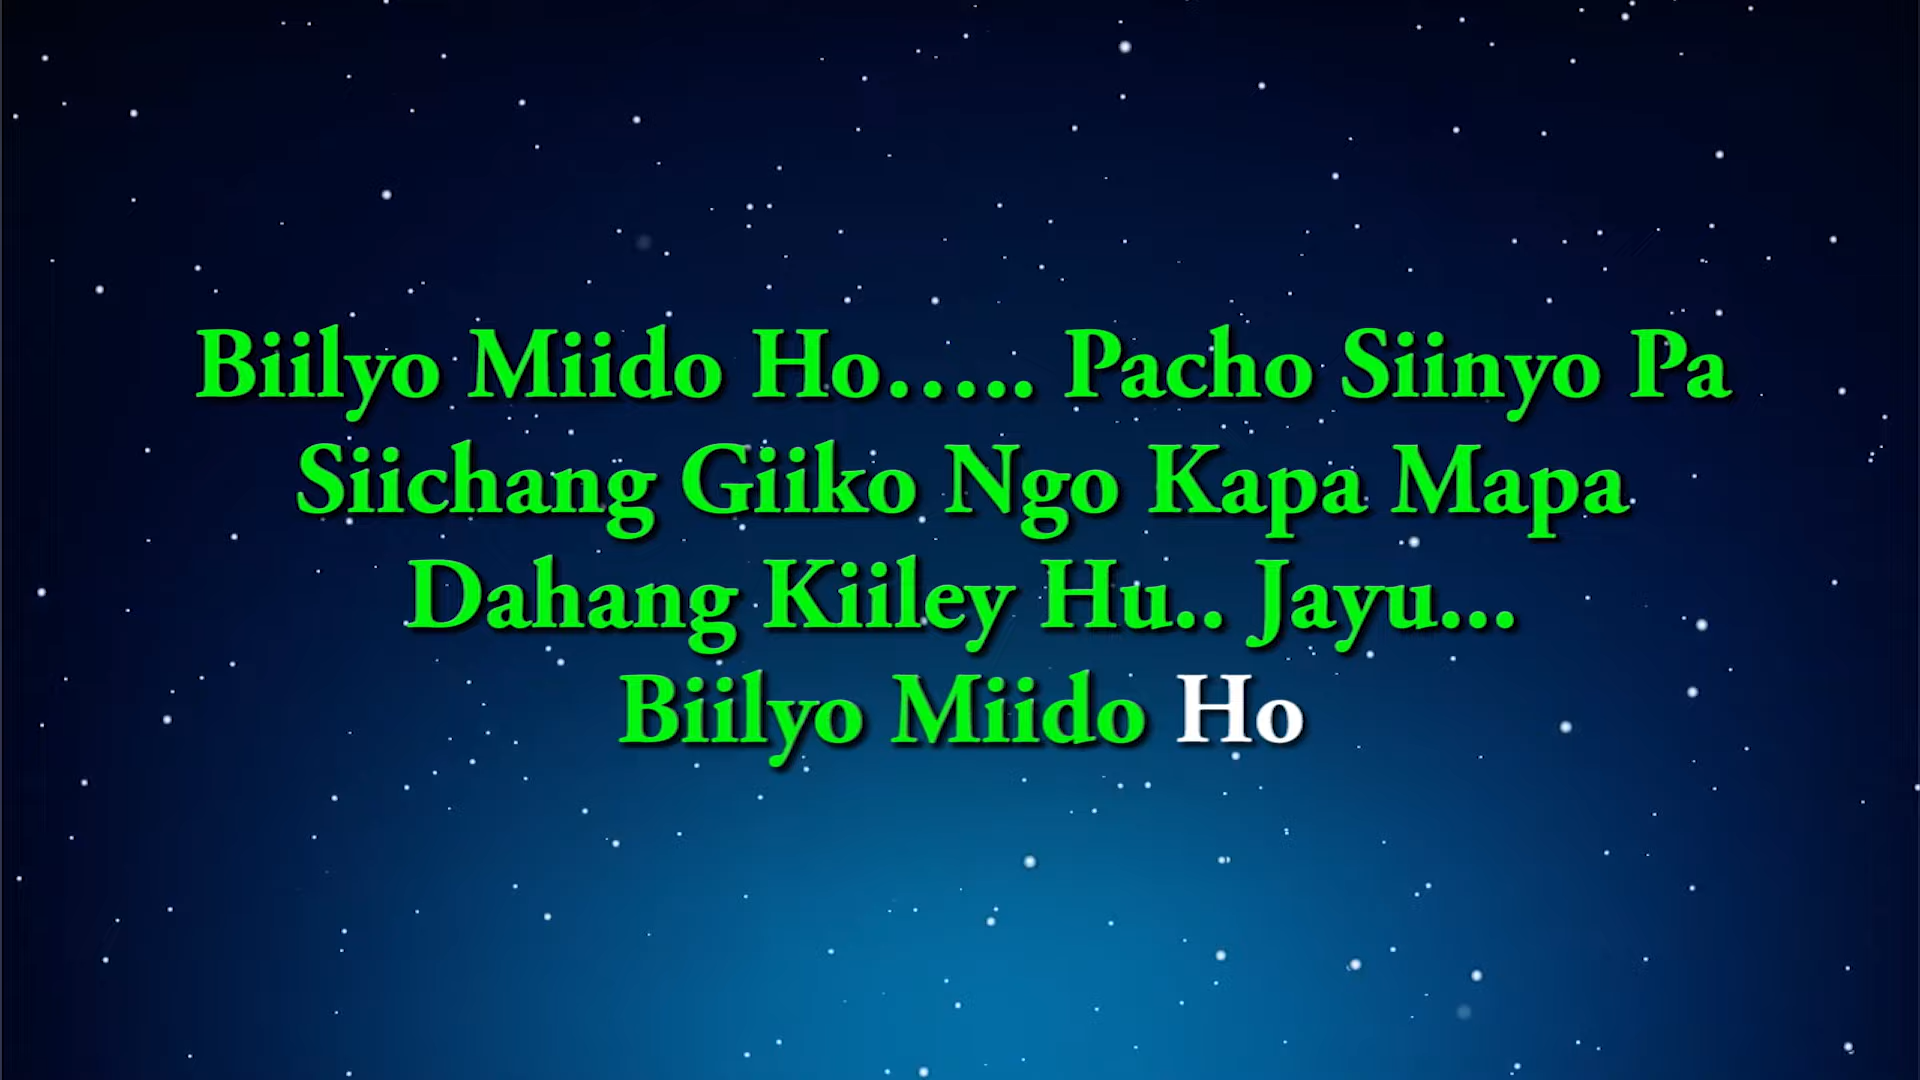 Biilyo Miido Ho..... Pacho Siinyo Pa
Siichang Giiko Ngo Kapa Mapa
Dahang Kiiley Hu.. Jayu...
Biilyo Miido Ho